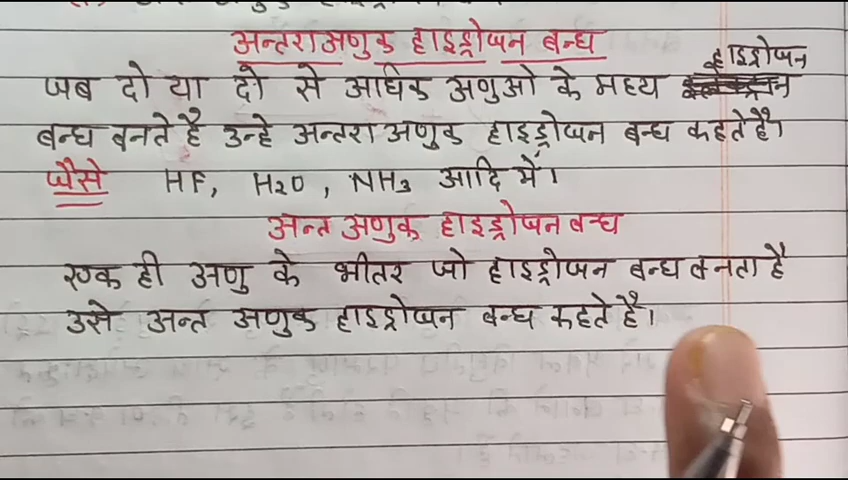 अन्तराअणुक हाइड्रोजन बन्ध
जब दो या दो से अधिक अणुओ के मध्य हाइड्रोजन
बन्ध बनते है उन्हे अन्तरा अणुक हाइड्रोजन बन्ध कहते है।
जैसे HF, H2O, NH3 आदि में।
अन्त अणुक हाइड्रोजन बन्ध
एक ही अणु के भीतर जो हाइड्रोजन बन्ध बनता है
उसे अन्त अणुक हाइड्रोजन बन्ध कहते है।